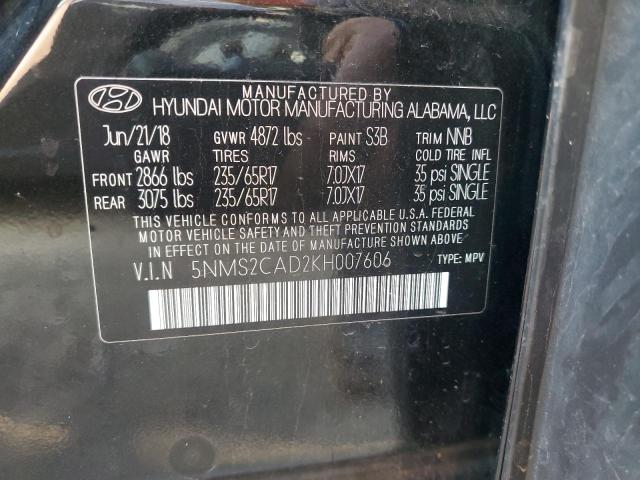 MANUFACTURED BY
HYUNDAI MOTOR MANUFACTURING ALABAMA, LLC
Jun/21/18 GVWR 4872 lbs PAINT S3B TRIM NNB
GAWR TIRES RIMS COLD TIRE INFL
FRONT 2866 lbs 235/65R17 7.0JX17 35 psi SINGLE
REAR 3075 lbs 235/65R17 7.0JX17 35 psi SINGLE
THIS VEHICLE CONFORMS TO ALL APPLICABLE U.S.A. FEDERAL
MOTOR VEHICLE SAFETY AND THEFT PREVENTION STANDARDS
IN EFFECT ON THE DATE OF MANUFACTURE SHOWN ABOVE.
V.I.N 5NMS2CAD2KH007606 TYPE: MPV